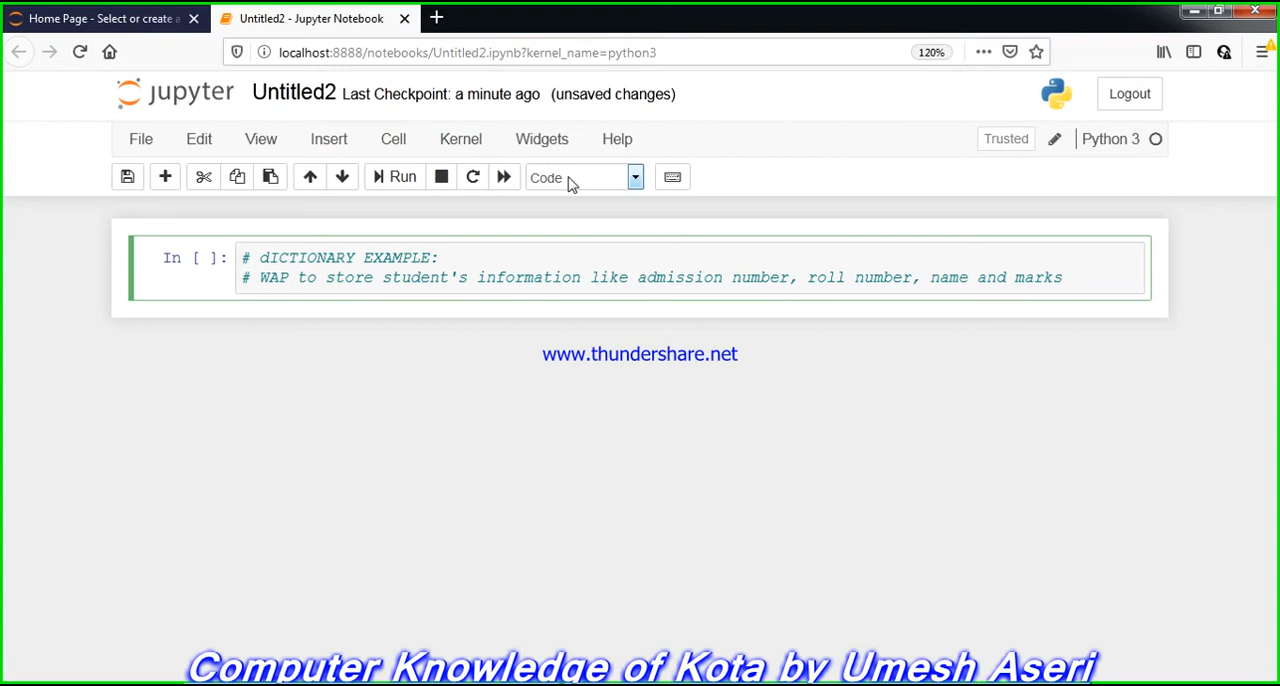 Home Page - Select or create a
Untitled2 - Jupyter Notebook
localhost:8888/notebooks/Untitled2.ipynb?kernel_name=python3
120%
jupyter Untitled2 Last Checkpoint: a minute ago (unsaved changes)
Logout
File Edit View Insert Cell Kernel Widgets Help
Trusted
Python 3
Run
Code
In [ ]: # dICTIONARY EXAMPLE:
# WAP to store student's information like admission number, roll number, name and marks
www.thundershare.net
Computer Knowledge of Kota by Umesh Aseri